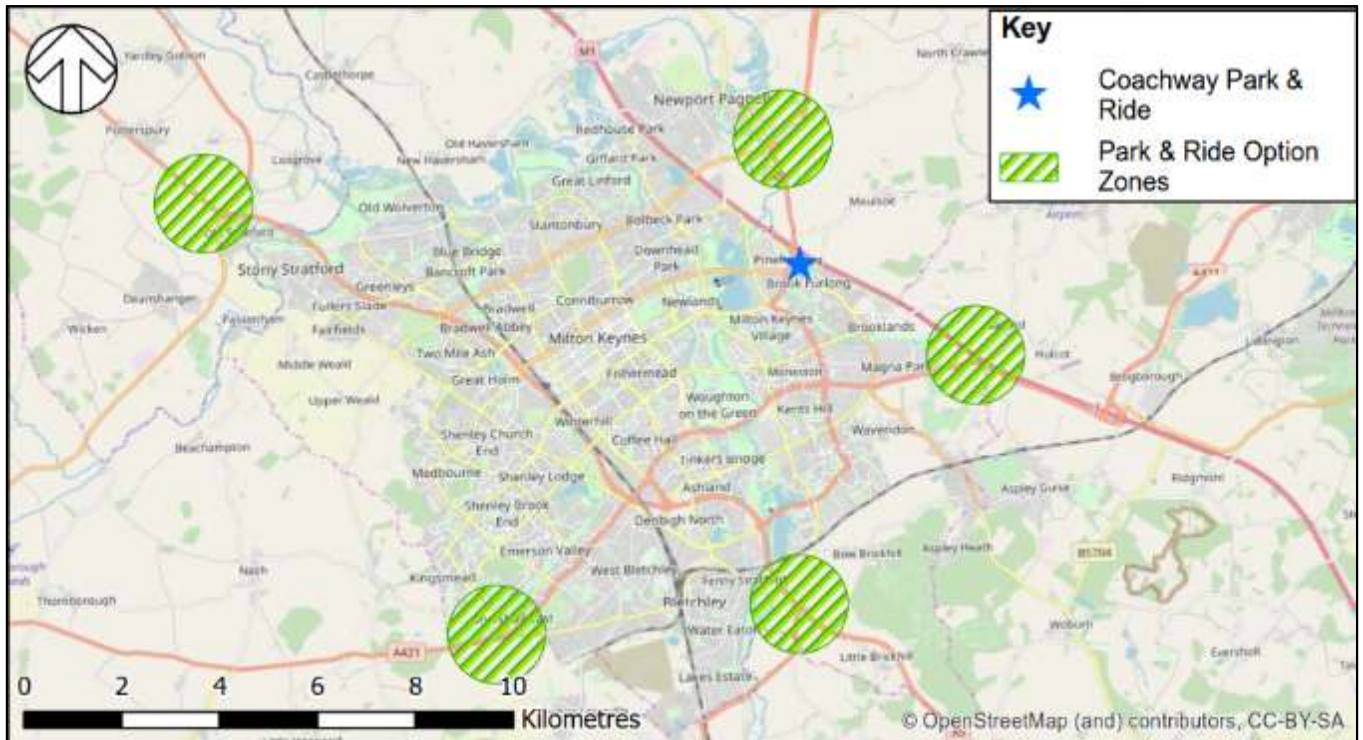 Key
Coachway Park &
Ride
Park & Ride Option
Zones
M1
North Crawley
Yardley Gobion
Castlethorpe
Newport Pagnell
Potterspury
Redhouse Park
Old Haversham
Cosgrove
New Haversham
Giffard Park
Great Linford
Moulsoe
Airport
Old Wolverton
Stantonbury
Bolbeck Park
Blue Bridge
Downhead
Park
Stony Stratford
Bancroft Park
Brook Furlong
A421
Greenleys
Deanshanger
Fullers Slade
Bradwell
Conniburrow
Newlands
Wicken
Passenham
Fairfields
Bradwell Abbey
Milton Keynes
Milton Keynes
Village
Brooklands
Lidlington
Two Mile Ash
Middle Weald
Great Holm
Fishermead
Monkston
Magna Park
Hulcot
Brogborough
Upper Weald
Woughton
on the Green
Kents Hill
Winterhill
Coffee Hall
Wavendon
Beachampton
Shenley Church
End
Medbourne
Shenley Lodge
Tinkers Bridge
Ridgmont
Ashland
Aspley Guise
Shenley Brook
End
Denbigh North
Emerson Valley
Bow Brickhill
Aspley Heath
B5704
Nash
Kingsmead
West Bletchley
Fenny Stratford
Thornborough
Bletchley
Woburn
Water Eaton
A421
Little Brickhill
Eversholt
Lakes Estate
0 2 4 6 8 10
Kilometres
© OpenStreetMap (and) contributors, CC-BY-SA